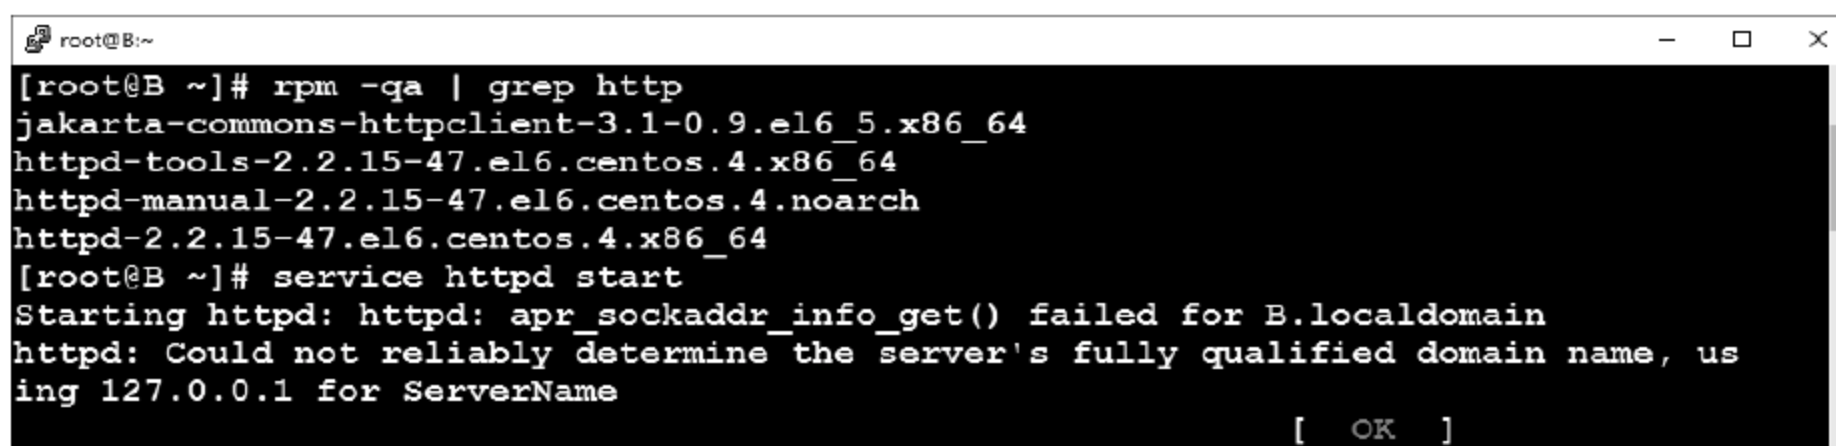 root@B:~
[root@B ~]# rpm -qa | grep http
jakarta-commons-httpclient-3.1-0.9.el6_5.x86_64
httpd-tools-2.2.15-47.el6.centos.4.x86_64
httpd-manual-2.2.15-47.el6.centos.4.noarch
httpd-2.2.15-47.el6.centos.4.x86_64
[root@B ~]# service httpd start
Starting httpd: httpd: apr_sockaddr_info_get() failed for B.localdomain
httpd: Could not reliably determine the server's fully qualified domain name, us
ing 127.0.0.1 for ServerName
[  OK  ]